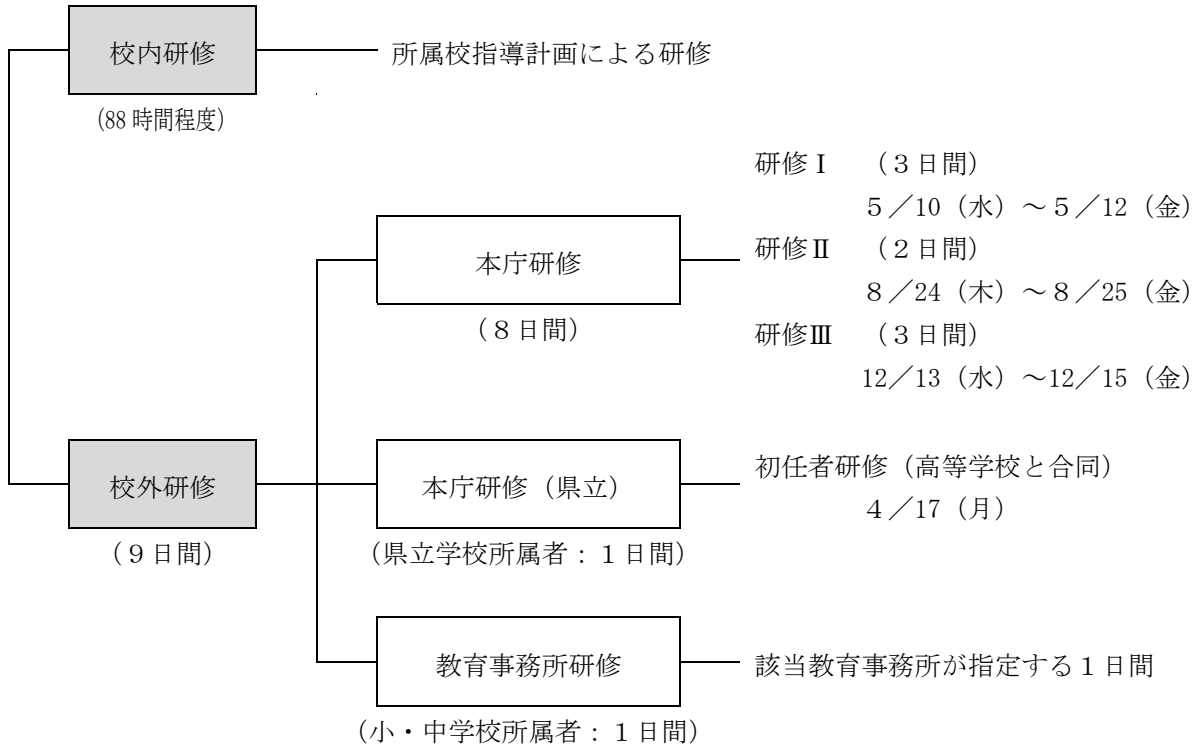 校内研修
所属校指導計画による研修
(88 時間程度)
研修Ⅰ (3日間)
5/10(水)~5/12(金)
本庁研修
研修Ⅱ (2日間)
8/24(木)~8/25(金)
(8日間)
研修Ⅲ (3日間)
12/13(水)~12/15(金)
校外研修
本庁研修(県立)
初任者研修(高等学校と合同)
4/17(月)
(9日間)
(県立学校所属者:1日間)
教育事務所研修
該当教育事務所が指定する1日間
(小・中学校所属者:1日間)